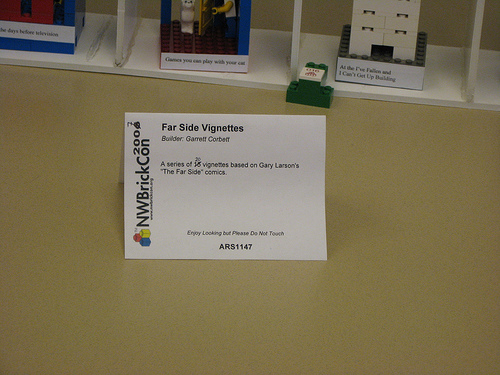 the days before television
Games you can play with your cat
At the I've Fallen and
I Can't Get Up Building
NWBrickCon
Far Side Vignettes
Builder: Garrett Corbett
A series of 20 vignettes based on Gary Larson's
"The Far Side" comics.
Enjoy Looking but Please Do Not Touch
ARS1147